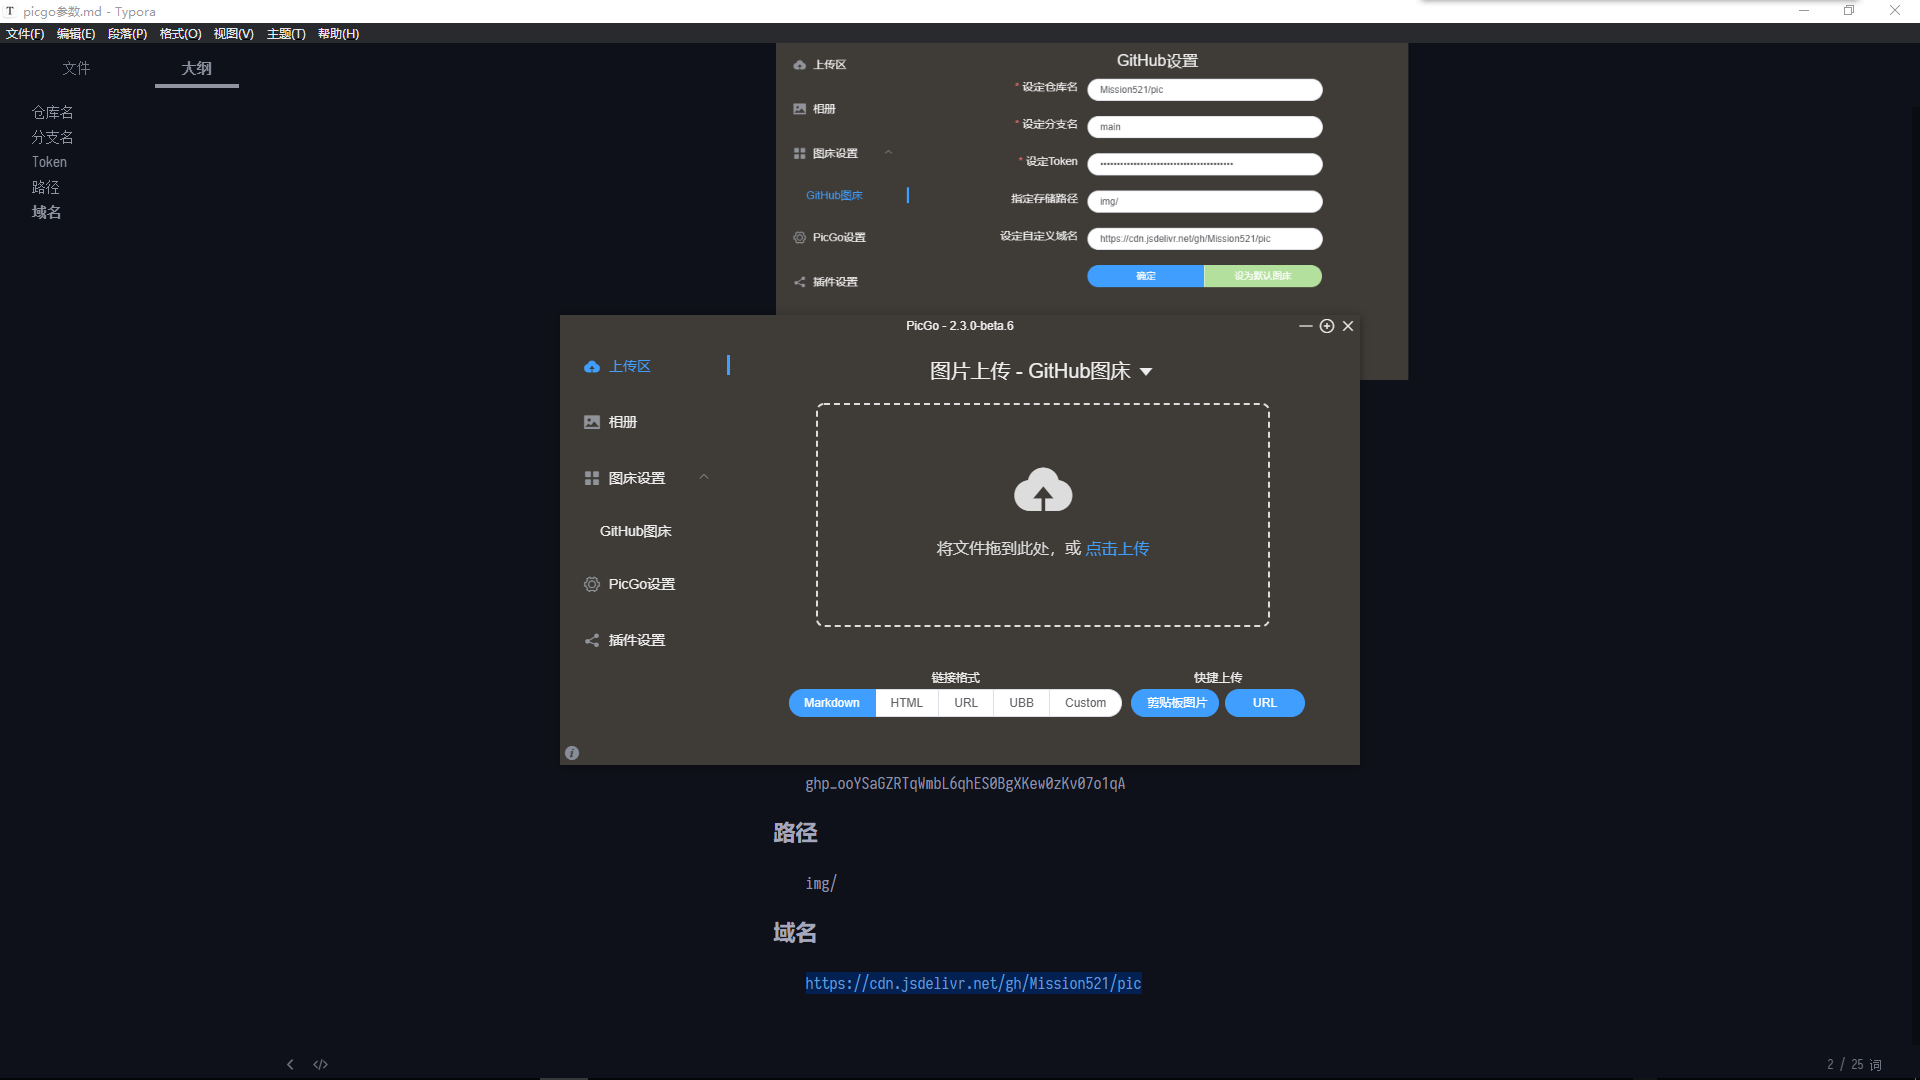 picgo参数.md - Typora
文件(F) 编辑(E) 段落(P) 格式(O) 视图(V) 主题(T) 帮助(H)
文件 大纲
仓库名
分支名
Token
路径
域名
上传区
相册
图床设置
GitHub图床
PicGo设置
插件设置
GitHub设置
* 设定仓库名 Mission521/pic
* 设定分支名 main
* 设定Token
指定存储路径 img/
设定自定义域名 https://cdn.jsdelivr.net/gh/Mission521/pic
确定 设为默认图床
PicGo - 2.3.0-beta.6
上传区
相册
图床设置
GitHub图床
PicGo设置
插件设置
图片上传 - GitHub图床
将文件拖到此处，或 点击上传
链接格式
Markdown HTML URL UBB Custom
快捷上传
剪贴板图片 URL
路径
img/
域名
https://cdn.jsdelivr.net/gh/Mission521/pic
2 / 25 词